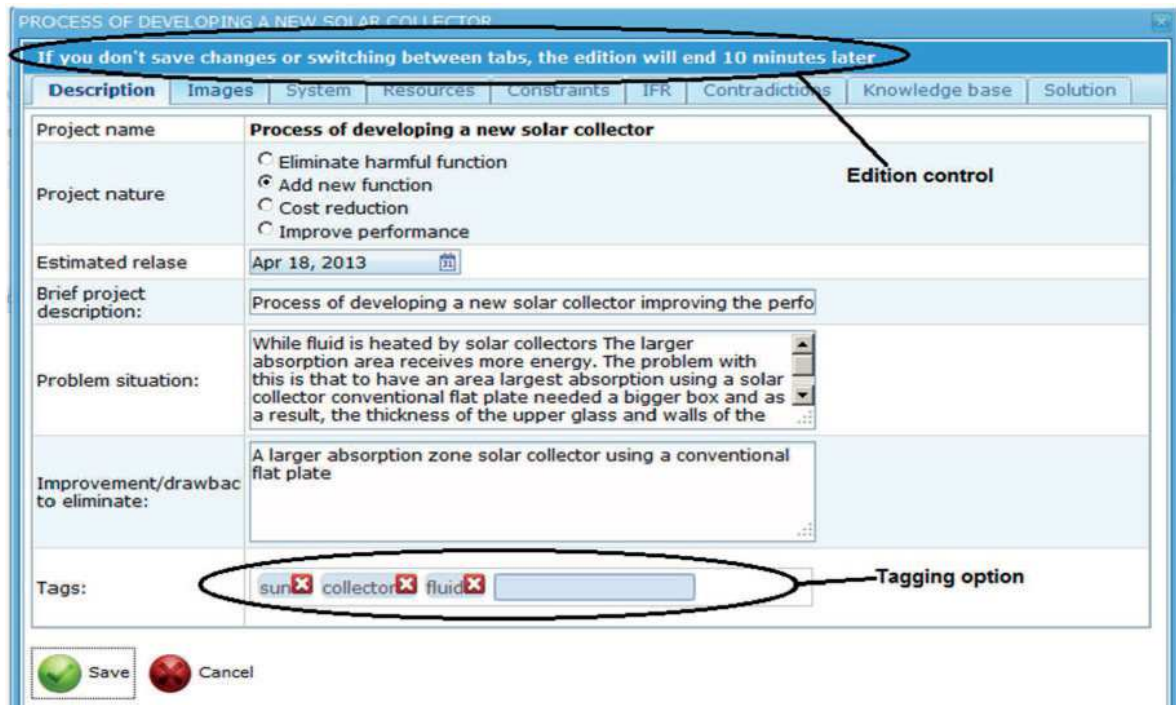 PROCESS OF DEVELOPING A NEW SOLAR COLLECTOR
If you don't save changes or switching between tabs, the edition will end 10 minutes later
Description Images System Resources Constraints IFR Contradictions Knowledge base Solution
Project name Process of developing a new solar collector
Edition control
Project nature
Eliminate harmful function
Add new function
Cost reduction
Improve performance
Estimated relase Apr 18, 2013
Brief project
description:
Process of developing a new solar collector improving the perfo
Problem situation:
While fluid is heated by solar collectors The larger
absorption area receives more energy. The problem with
this is that to have an area largest absorption using a solar
collector conventional flat plate needed a bigger box and as
a result, the thickness of the upper glass and walls of the
Improvement/drawbac
to eliminate:
A larger absorption zone solar collector using a conventional
flat plate
Tags: sun collector fluid
Tagging option
Save Cancel